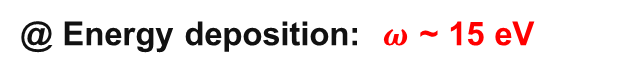 @ Energy deposition: ω ~ 15 eV